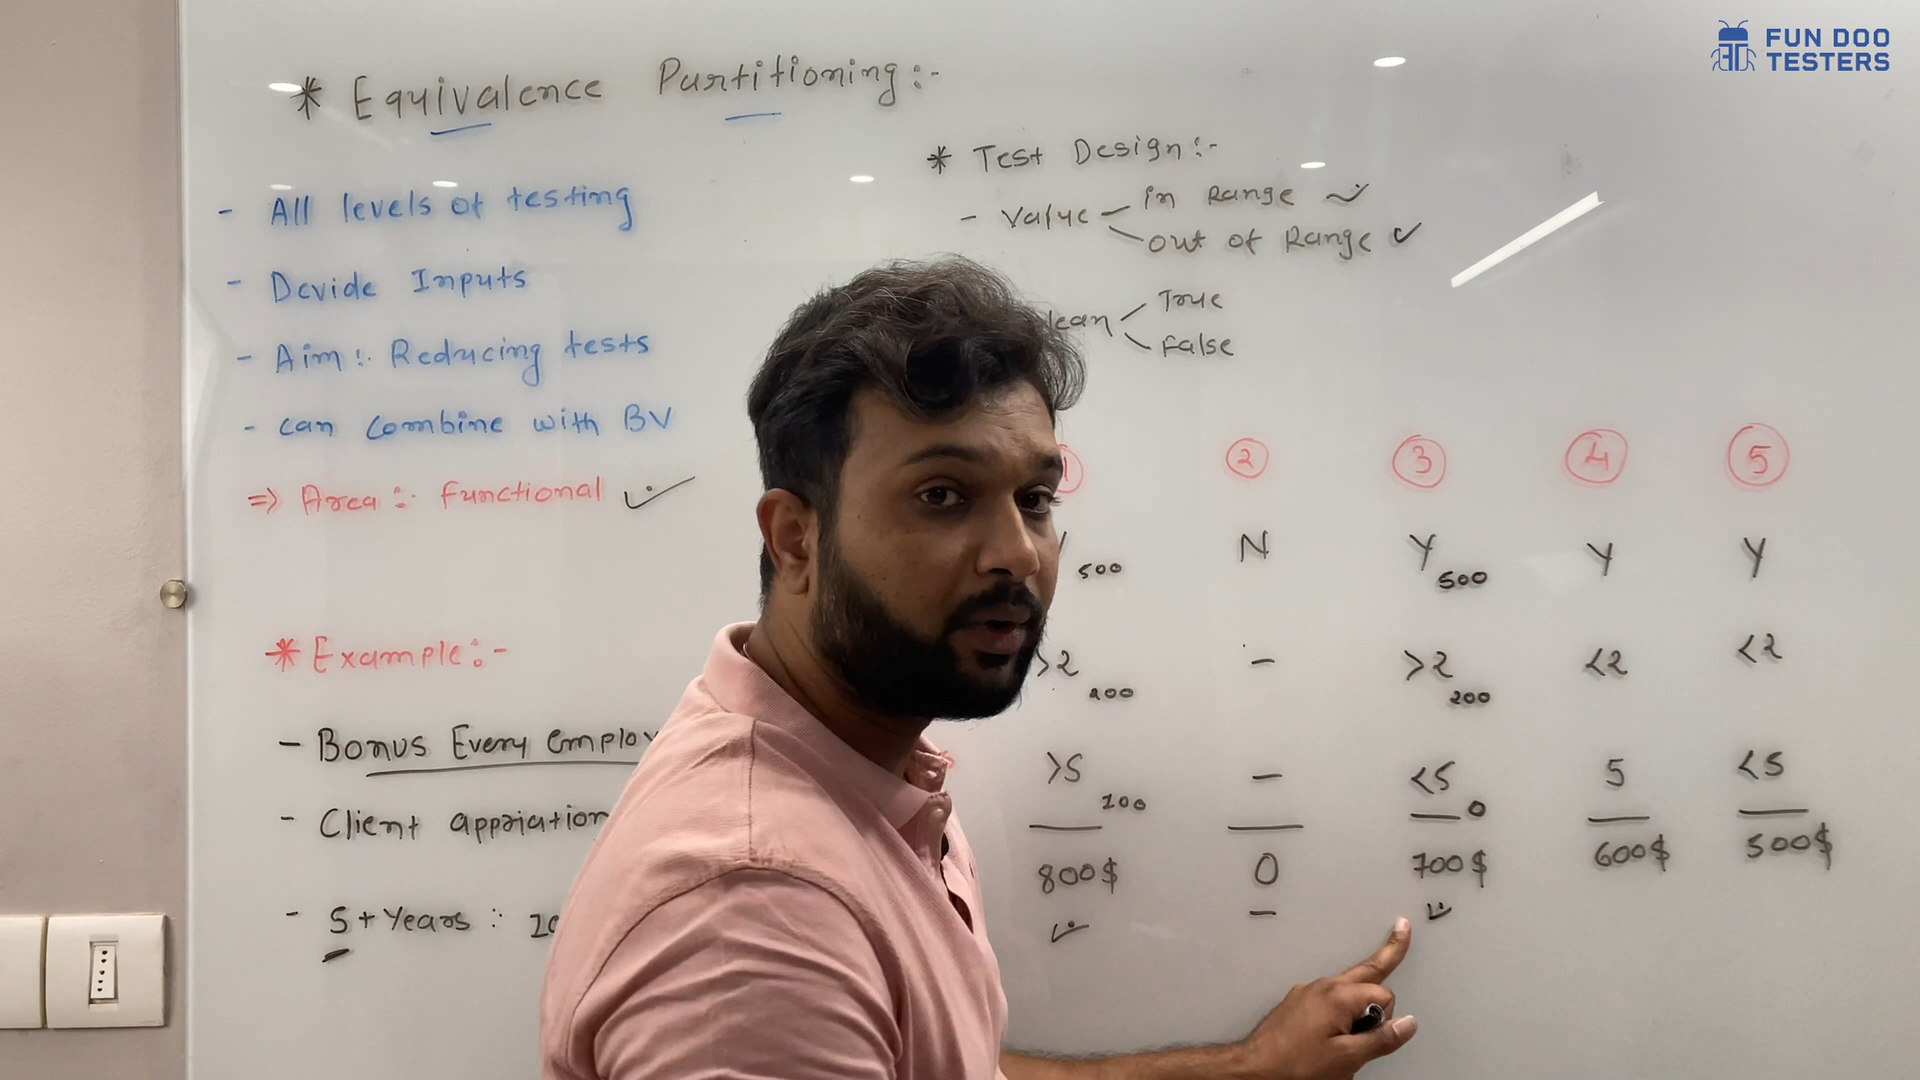 FUN DOO
TESTERS
* Equivalence Partitioning:-
- All levels of testing
- Devide Inputs
- Aim:- Reducing tests
- can combine with BV
=> Area:- functional
* Example:-
- Bonus Every
- Client appriation
- 5+ Years :
* Test Design:-
- Value in Range
out of Range
True
False
1 2 3 4 5
500 N Y 500 Y Y
>2 200 - >2 200 <2 <2
>5 100 - <5 0 5 <5
800$ 0 700$ 600$ 500$
-